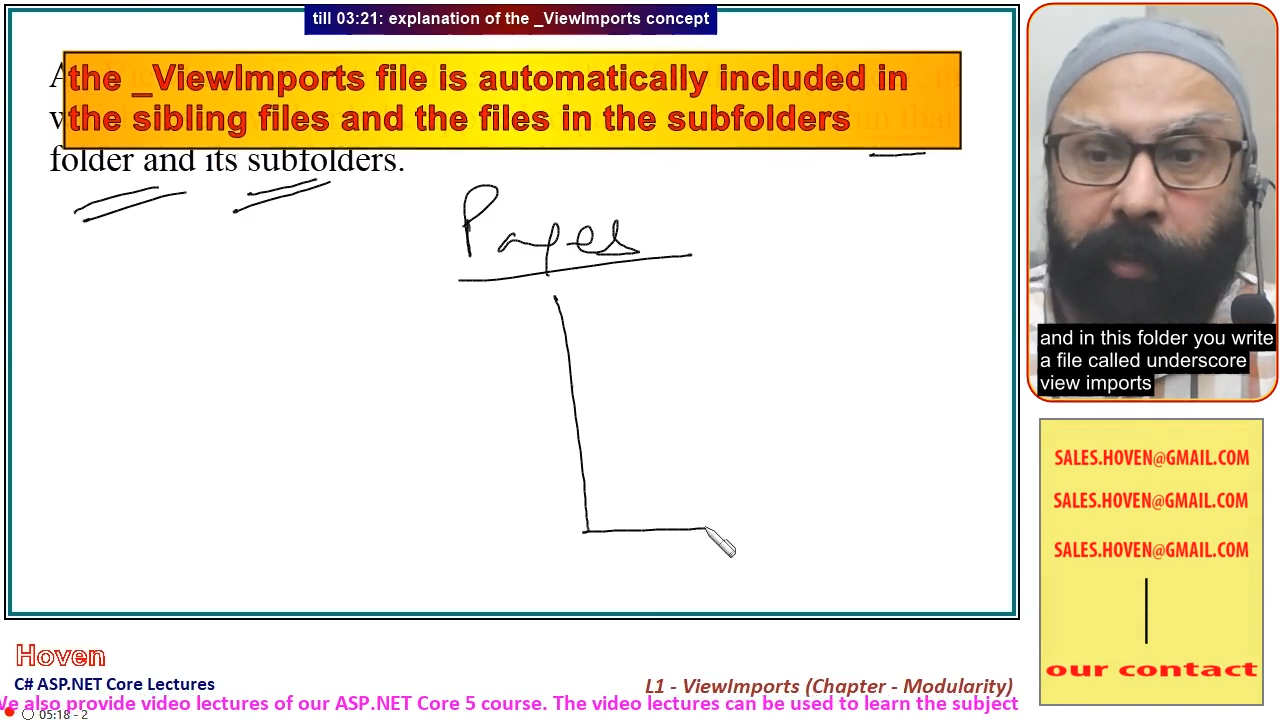 till 03:21: explanation of the _ViewImports concept
the _ViewImports file is automatically included in
the sibling files and the files in the subfolders
folder and its subfolders.
Pages
and in this folder you write
a file called underscore
view imports
SALES.HOVEN@GMAIL.COM
SALES.HOVEN@GMAIL.COM
SALES.HOVEN@GMAIL.COM
our contact
Hoven
C# ASP.NET Core Lectures
L1 - ViewImports (Chapter - Modularity)
We also provide video lectures of our ASP.NET Core 5 course. The video lectures can be used to learn the subject
05:18 - 2